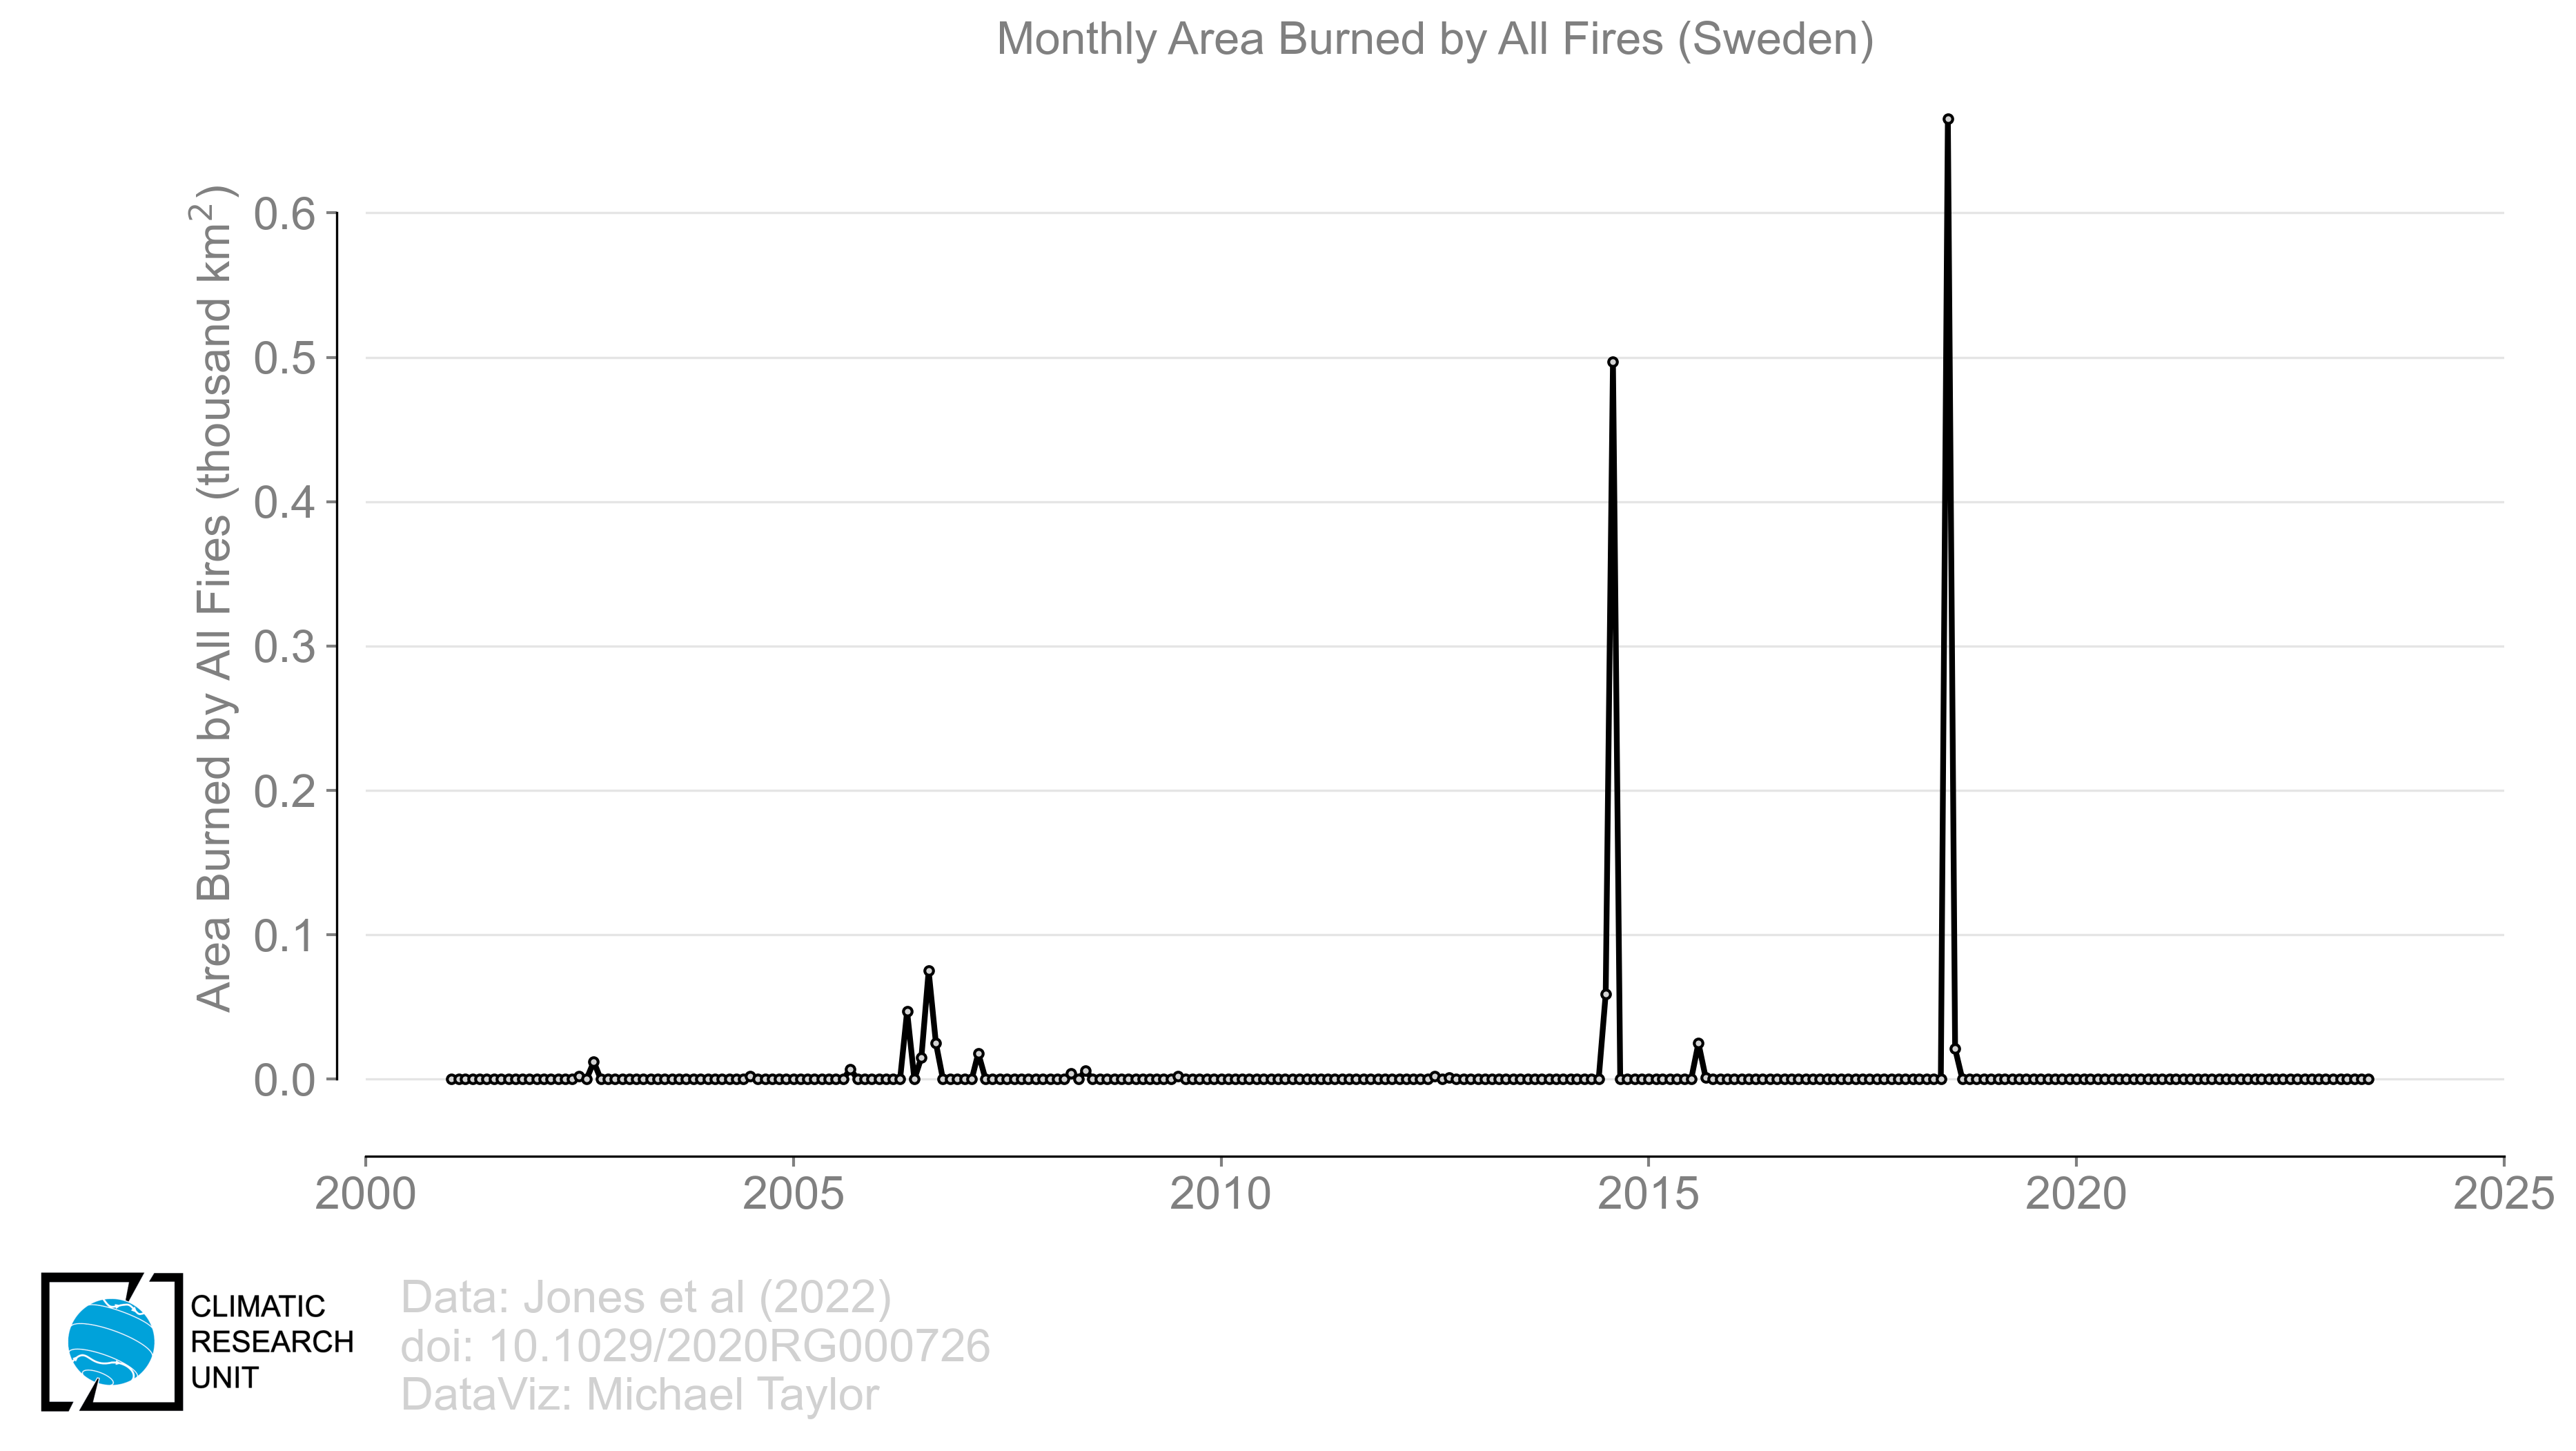 Monthly Area Burned by All Fires (Sweden)
Area Burned by All Fires (thousand km²)
0.6
0.5
0.4
0.3
0.2
0.1
0.0
2000 2005 2010 2015 2020 2025
CLIMATIC
RESEARCH
UNIT
Data: Jones et al (2022)
doi: 10.1029/2020RG000726
DataViz: Michael Taylor